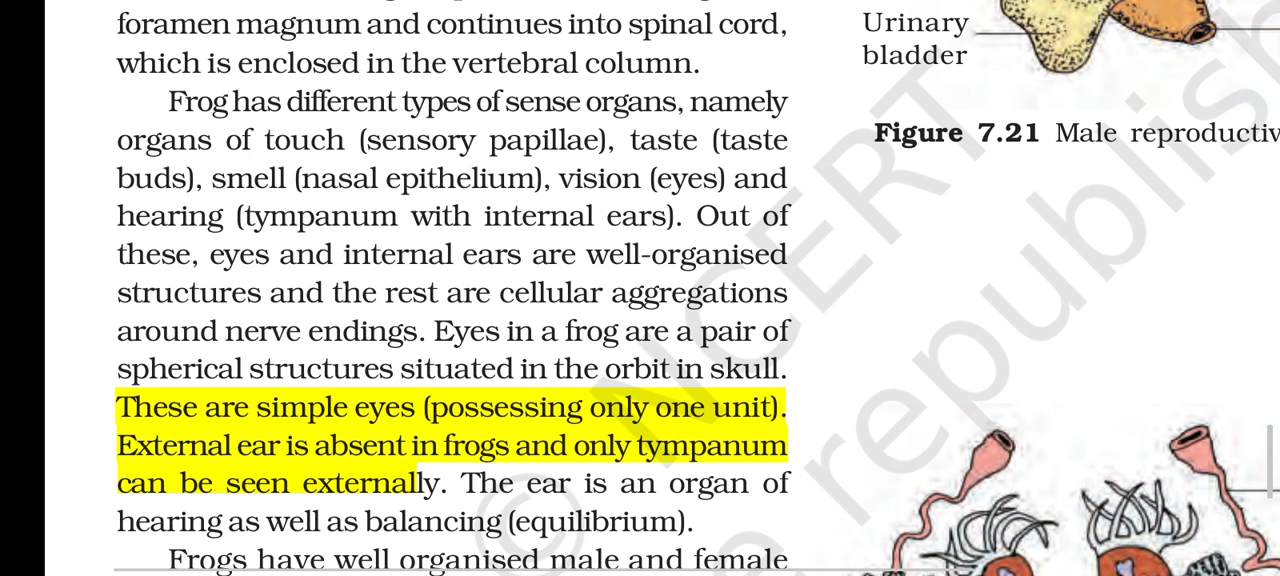 foramen magnum and continues into spinal cord,
which is enclosed in the vertebral column.
Frog has different types of sense organs, namely
organs of touch (sensory papillae), taste (taste
buds), smell (nasal epithelium), vision (eyes) and
hearing (tympanum with internal ears). Out of
these, eyes and internal ears are well-organised
structures and the rest are cellular aggregations
around nerve endings. Eyes in a frog are a pair of
spherical structures situated in the orbit in skull.
These are simple eyes (possessing only one unit).
External ear is absent in frogs and only tympanum
can be seen externally. The ear is an organ of
hearing as well as balancing (equilibrium).
Frogs have well organised male and female
Urinary
bladder
Figure 7.21 Male reproductiv
© NCERT
republish